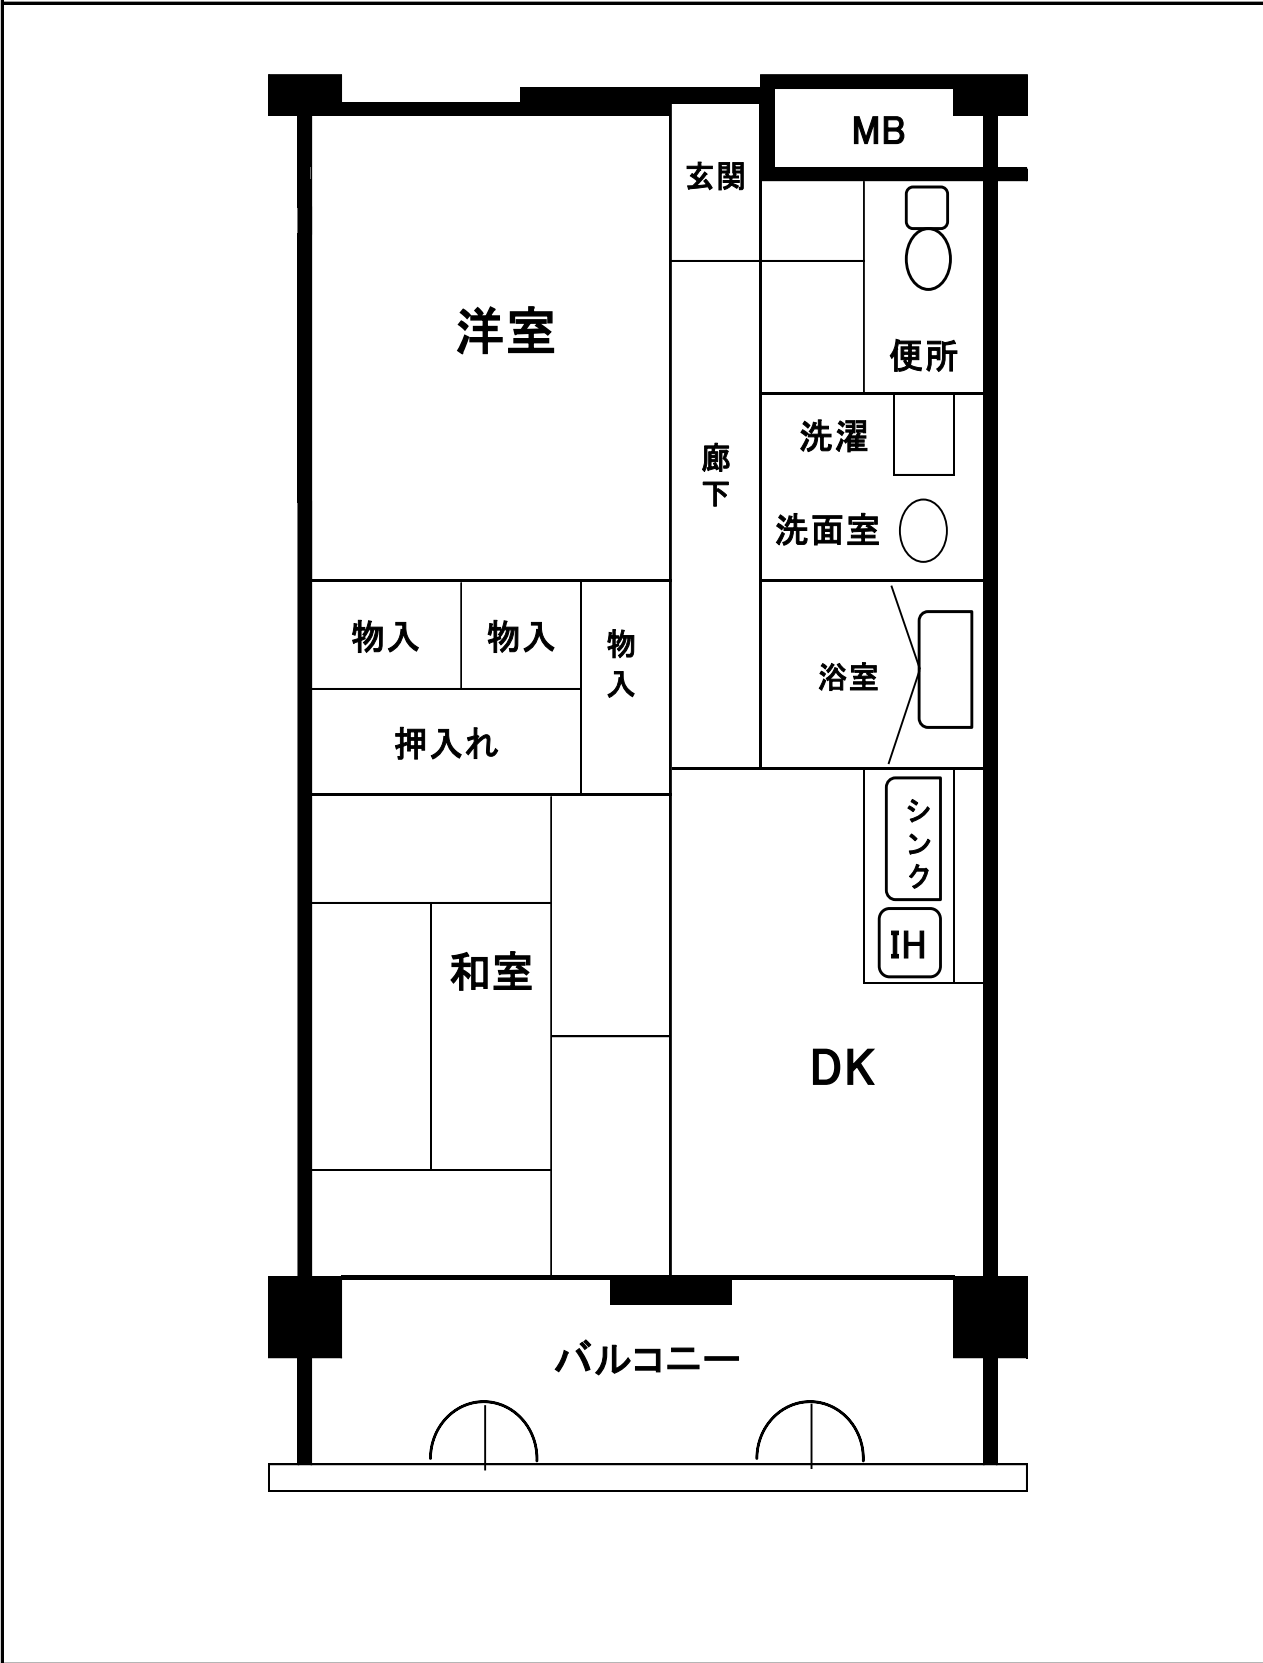 MB
玄関
洋室
便所
洗濯
廊下
洗面室
物入
物入
物入
浴室
押入れ
シンク
IH
和室
DK
バルコニー